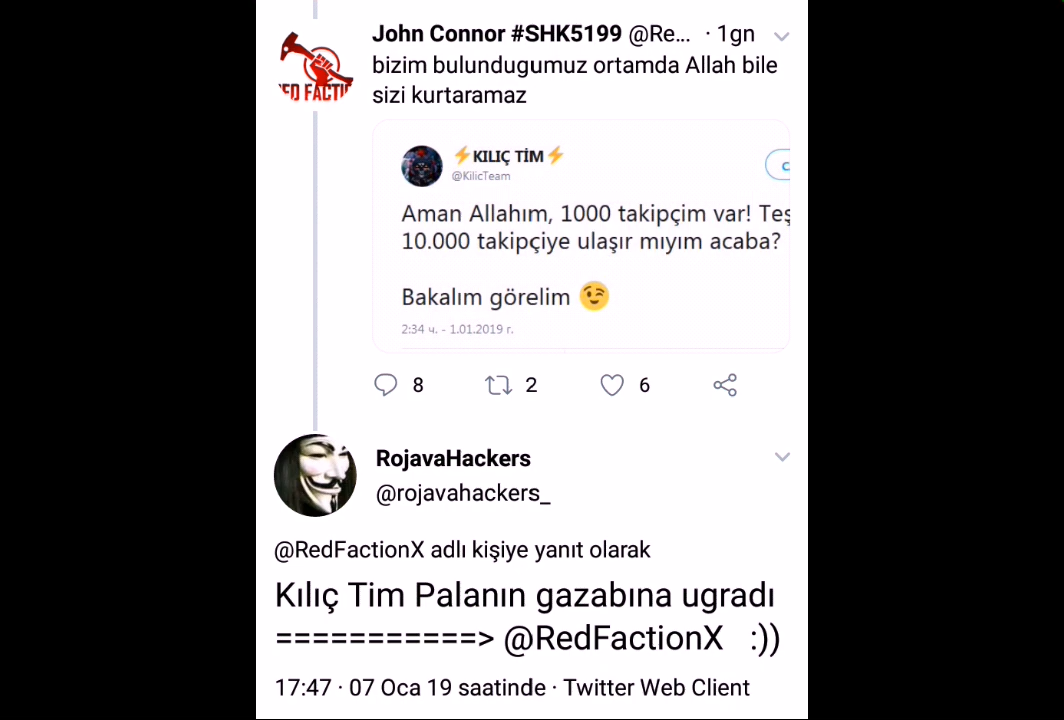 John Connor #SHK5199 @Re... · 1gn
bizim bulundugumuz ortamda Allah bile
sizi kurtaramaz
RED FACTI
⚡KILIÇ TİM⚡
@KilicTeam
Aman Allahım, 1000 takipçim var! Teş
10.000 takipçiye ulaşır mıyım acaba?
Bakalım görelim 😉
2:34 ч. - 1.01.2019 г.
8 2 6
RojavaHackers
@rojavahackers_
@RedFactionX adlı kişiye yanıt olarak
Kılıç Tim Palanın gazabına ugradı
===========> @RedFactionX :))
17:47 · 07 Oca 19 saatinde · Twitter Web Client